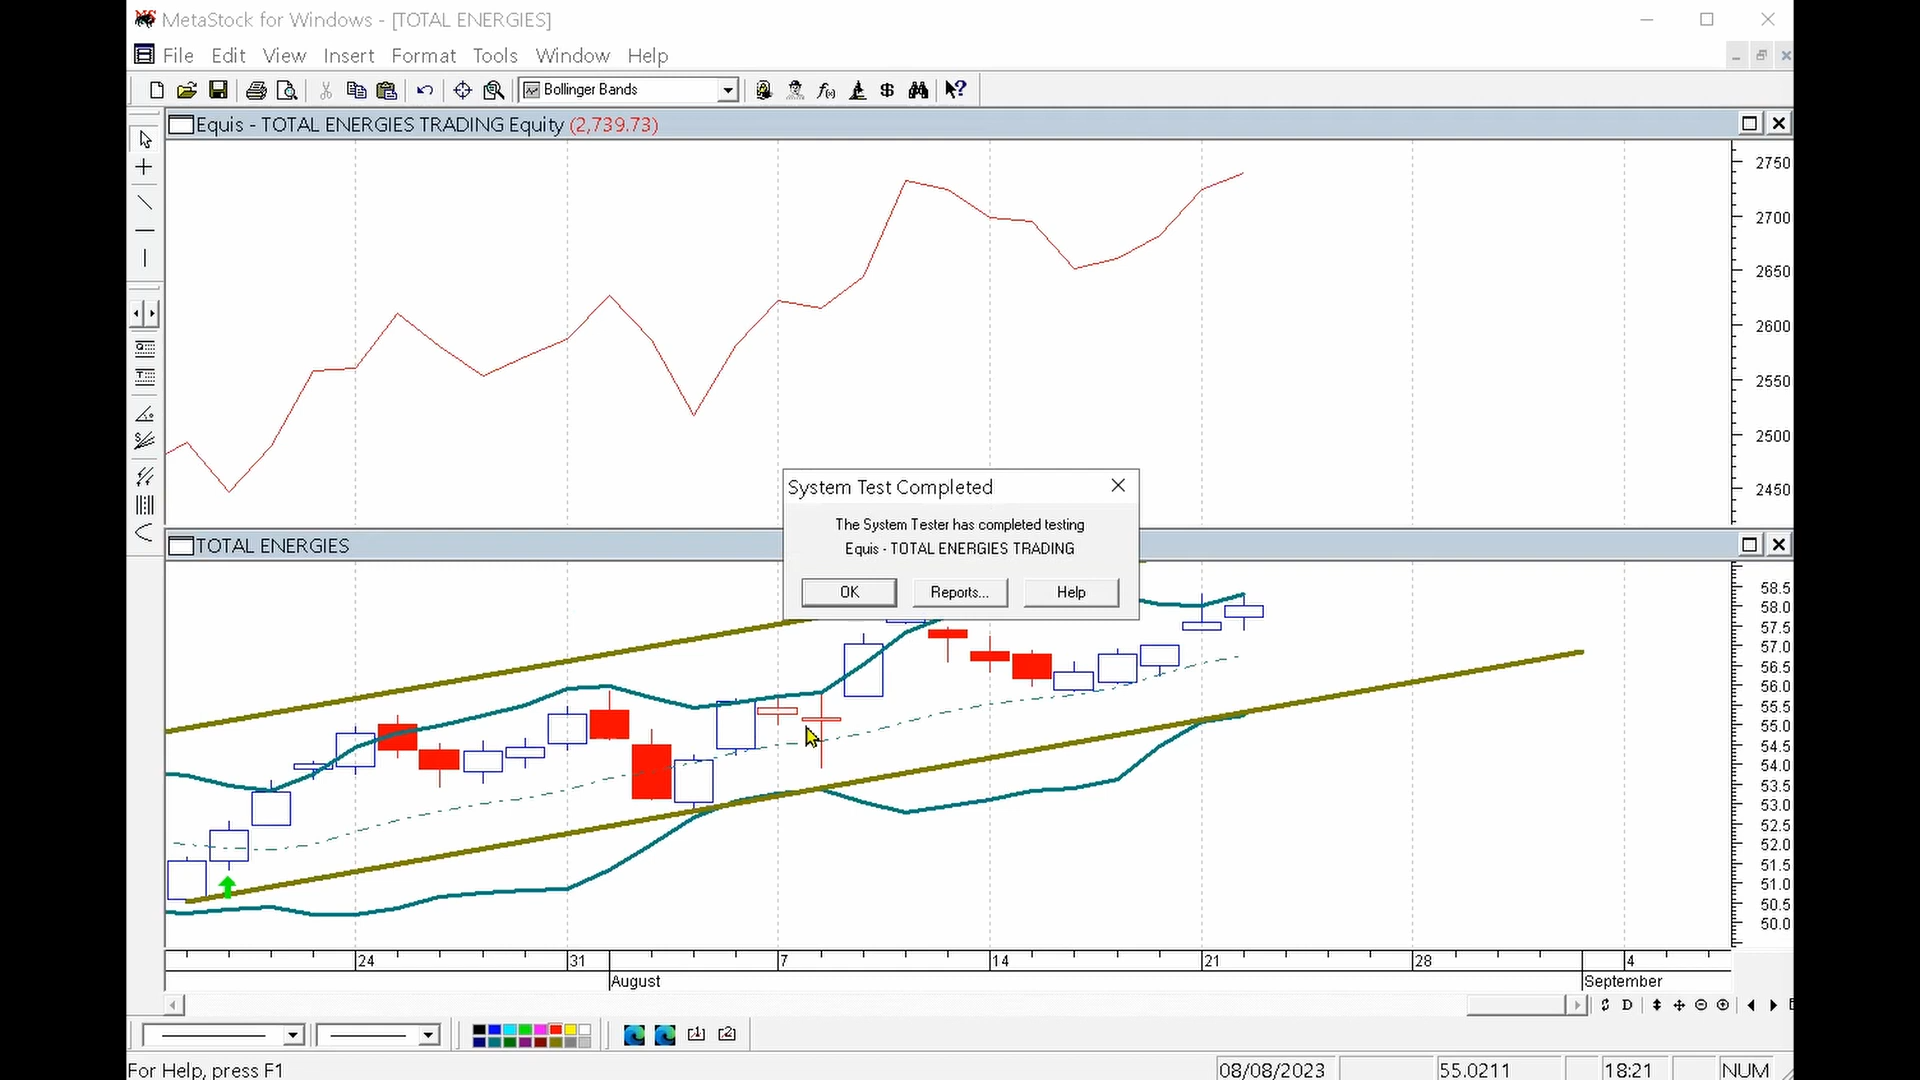 MetaStock for Windows - [TOTAL ENERGIES]
File Edit View Insert Format Tools Window Help
Bollinger Bands
Equis - TOTAL ENERGIES TRADING Equity (2,739.73)
2750
2700
2650
2600
2550
2500
2450
System Test Completed
The System Tester has completed testing
Equis - TOTAL ENERGIES TRADING
OK Reports... Help
TOTAL ENERGIES
58.5
58.0
57.5
57.0
56.5
56.0
55.5
55.0
54.5
54.0
53.5
53.0
52.5
52.0
51.5
51.0
50.5
50.0
24 31 7 14 21 28 4
August September
D
1 2
For Help, press F1 08/08/2023 55.0211 18:21 NUM